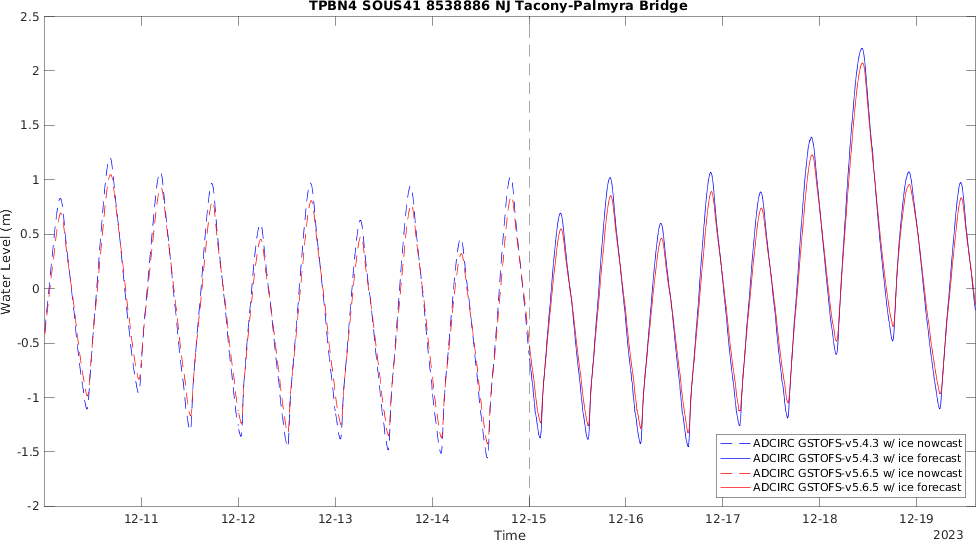 TPBN4 SOUS41 8538886 NJ Tacony-Palmyra Bridge
2.5
2
1.5
1
0.5
0
-0.5
-1
-1.5
-2
Water Level (m)
12-11 12-12 12-13 12-14 12-15 12-16 12-17 12-18 12-19
Time
2023
ADCIRC GSTOFS-v5.4.3 w/ ice nowcast
ADCIRC GSTOFS-v5.4.3 w/ ice forecast
ADCIRC GSTOFS-v5.6.5 w/ ice nowcast
ADCIRC GSTOFS-v5.6.5 w/ ice forecast